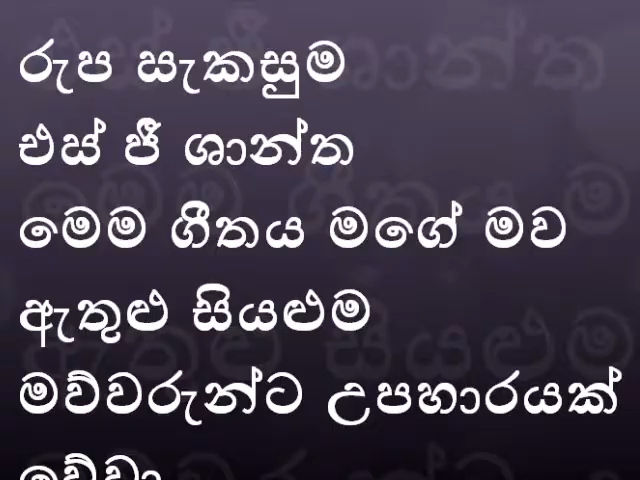 රුප සැකසුම
එස් ජී ශාන්ත
මෙම ගීතය මගේ මව
ඇතුළු සියළුම
මව්වරුන්ට උපහාරයක්
වේවා